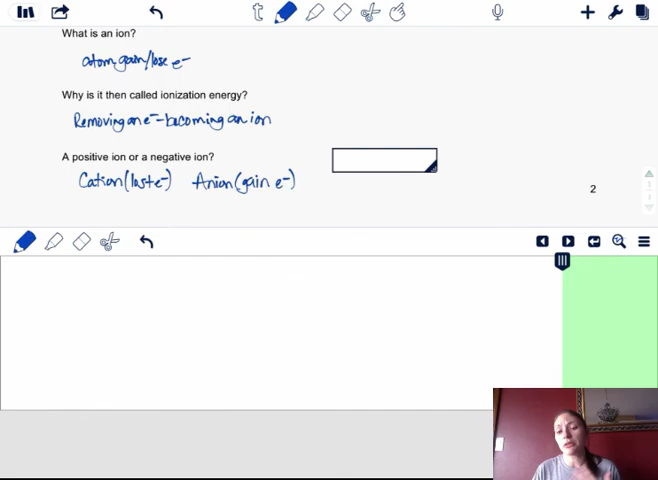 What is an ion?
atom gain/lose e-
Why is it then called ionization energy?
Removing an e- - becoming an ion
A positive ion or a negative ion?
Cation (lost e-) Anion (gain e-)
2